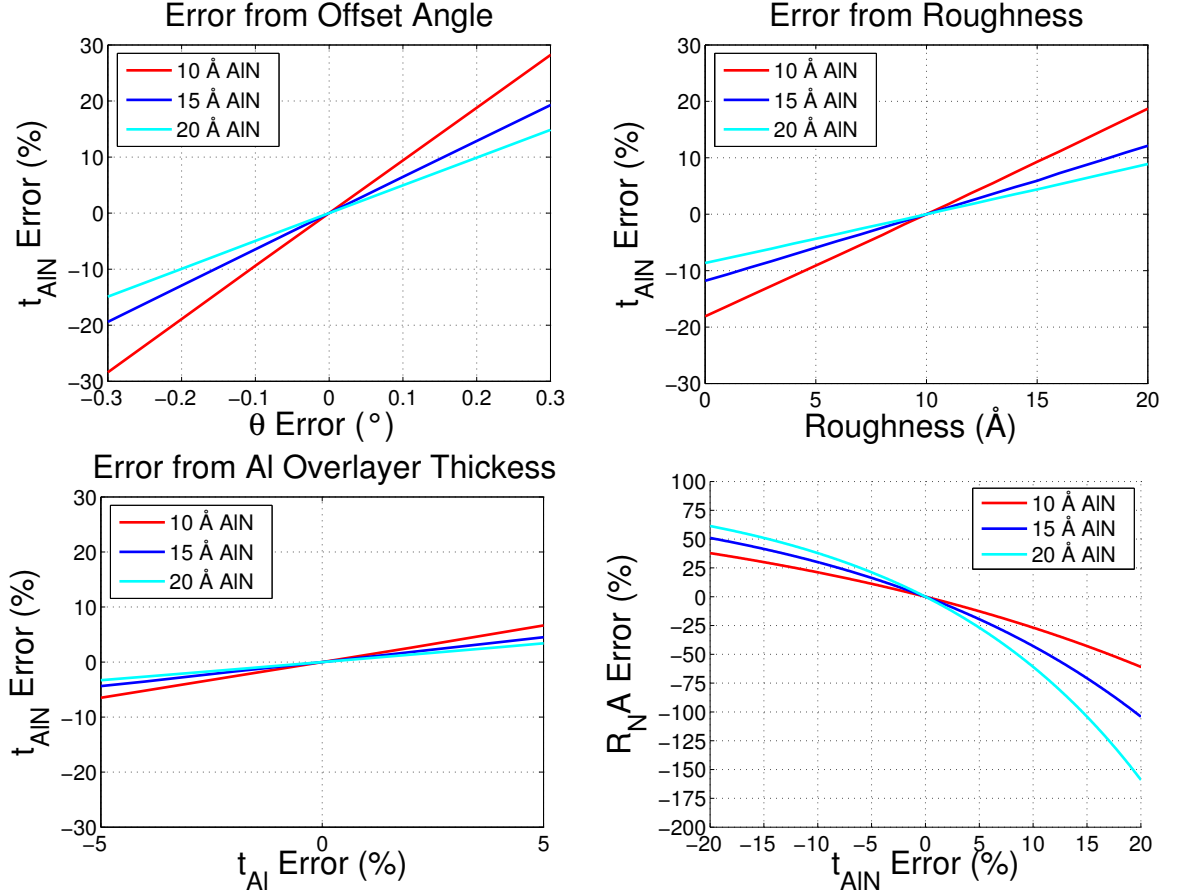 Error from Offset Angle
30
20
10
0
−10
−20
−30
−0.3 −0.2 −0.1 0 0.1 0.2 0.3
t_AlN Error (%)
θ Error (°)
10 Å AlN
15 Å AlN
20 Å AlN
Error from Roughness
30
20
10
0
−10
−20
−30
0 5 10 15 20
t_AlN Error (%)
Roughness (Å)
10 Å AlN
15 Å AlN
20 Å AlN
Error from Al Overlayer Thickess
30
20
10
0
−10
−20
−30
−5 0 5
t_AlN Error (%)
t_Al Error (%)
10 Å AlN
15 Å AlN
20 Å AlN
100
75
50
25
0
−25
−50
−75
−100
−125
−150
−175
−200
−20 −15 −10 −5 0 5 10 15 20
R_N A Error (%)
t_AlN Error (%)
10 Å AlN
15 Å AlN
20 Å AlN